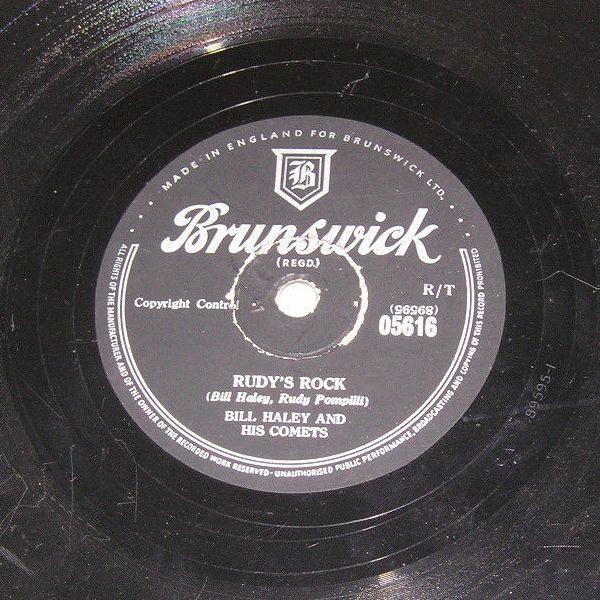 MADE IN ENGLAND FOR BRUNSWICK LTD.
B
Brunswick
(REGD.)
R/T
Copyright Control
(89595)
05616
RUDY'S ROCK
(Bill Haley, Rudy Pompilli)
BILL HALEY AND
HIS COMETS
ALL RIGHTS OF THE MANUFACTURER AND OF THE OWNER OF THE RECORDED WORK RESERVED-UNAUTHORISED PUBLIC PERFORMANCE, BROADCASTING AND COPYING OF THIS RECORD PROHIBITED
89595-1